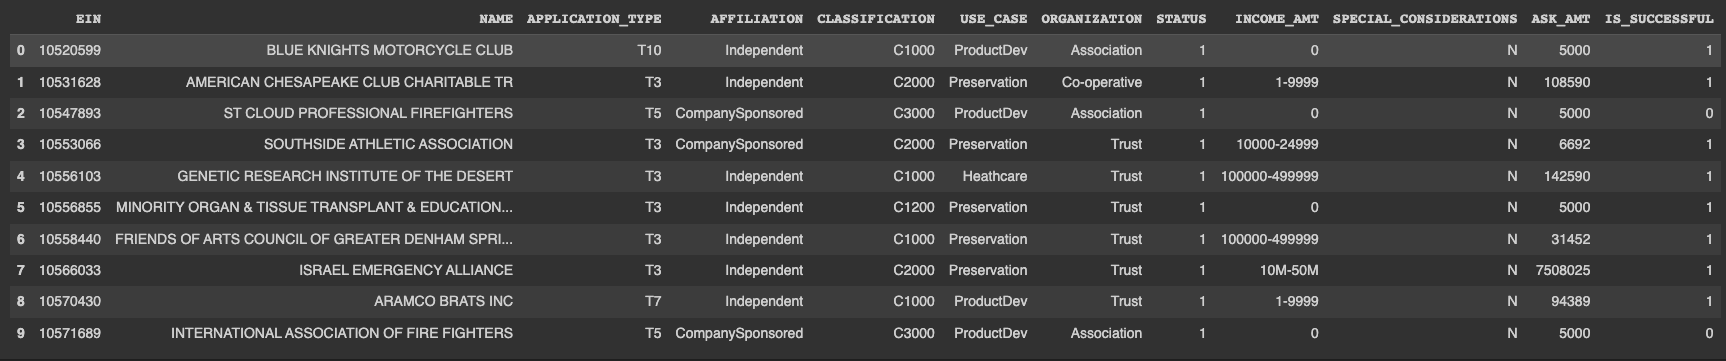 EIN NAME APPLICATION_TYPE AFFILIATION CLASSIFICATION USE_CASE ORGANIZATION STATUS INCOME_AMT SPECIAL_CONSIDERATIONS ASK_AMT IS_SUCCESSFUL
0 10520599 BLUE KNIGHTS MOTORCYCLE CLUB T10 Independent C1000 ProductDev Association 1 0 N 5000 1
1 10531628 AMERICAN CHESAPEAKE CLUB CHARITABLE TR T3 Independent C2000 Preservation Co-operative 1 1-9999 N 108590 1
2 10547893 ST CLOUD PROFESSIONAL FIREFIGHTERS T5 CompanySponsored C3000 ProductDev Association 1 0 N 5000 0
3 10553066 SOUTHSIDE ATHLETIC ASSOCIATION T3 CompanySponsored C2000 Preservation Trust 1 10000-24999 N 6692 1
4 10556103 GENETIC RESEARCH INSTITUTE OF THE DESERT T3 Independent C1000 Heathcare Trust 1 100000-499999 N 142590 1
5 10556855 MINORITY ORGAN & TISSUE TRANSPLANT & EDUCATION... T3 Independent C1200 Preservation Trust 1 0 N 5000 1
6 10558440 FRIENDS OF ARTS COUNCIL OF GREATER DENHAM SPRI... T3 Independent C1000 Preservation Trust 1 100000-499999 N 31452 1
7 10566033 ISRAEL EMERGENCY ALLIANCE T3 Independent C2000 Preservation Trust 1 10M-50M N 7508025 1
8 10570430 ARAMCO BRATS INC T7 Independent C1000 ProductDev Trust 1 1-9999 N 94389 1
9 10571689 INTERNATIONAL ASSOCIATION OF FIRE FIGHTERS T5 CompanySponsored C3000 ProductDev Association 1 0 N 5000 0